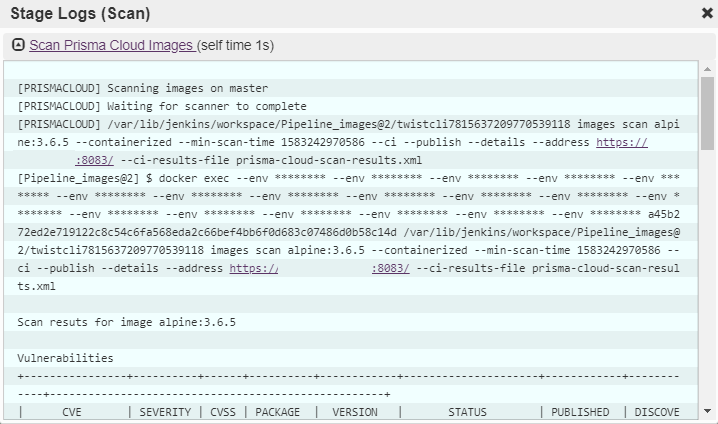 Stage Logs (Scan)
Scan Prisma Cloud Images (self time 1s)
[PRISMACLOUD] Scanning images on master
[PRISMACLOUD] Waiting for scanner to complete
[PRISMACLOUD] /var/lib/jenkins/workspace/Pipeline_images@2/twistcli7815637209770539118 images scan alpi
ne:3.6.5 --containerized --min-scan-time 1583242970586 --ci --publish --details --address https://
:8083/ --ci-results-file prisma-cloud-scan-results.xml
[Pipeline_images@2] $ docker exec --env ******** --env ******** --env ******** --env ******** --env ***
***** --env ******** --env ******** --env ******** --env ******** --env ******** --env ******** --env *
******* --env ******** --env ******** --env ******** --env ******** --env ******** --env ******** a45b2
72ed2e719122c8c54c6fa568eda2c66bef4bb6f0d683c07486d0b58c14d /var/lib/jenkins/workspace/Pipeline_images@
2/twistcli7815637209770539118 images scan alpine:3.6.5 --containerized --min-scan-time 1583242970586 --
ci --publish --details --address https:/ :8083/ --ci-results-file prisma-cloud-scan-resul
ts.xml
Scan resuts for image alpine:3.6.5
Vulnerabilities
+----------------+----------+------+----------+------------+---------------------+-----------+--------
----+----------------------------------------------------+
| CVE | SEVERITY | CVSS | PACKAGE | VERSION | STATUS | PUBLISHED | DISCOVE